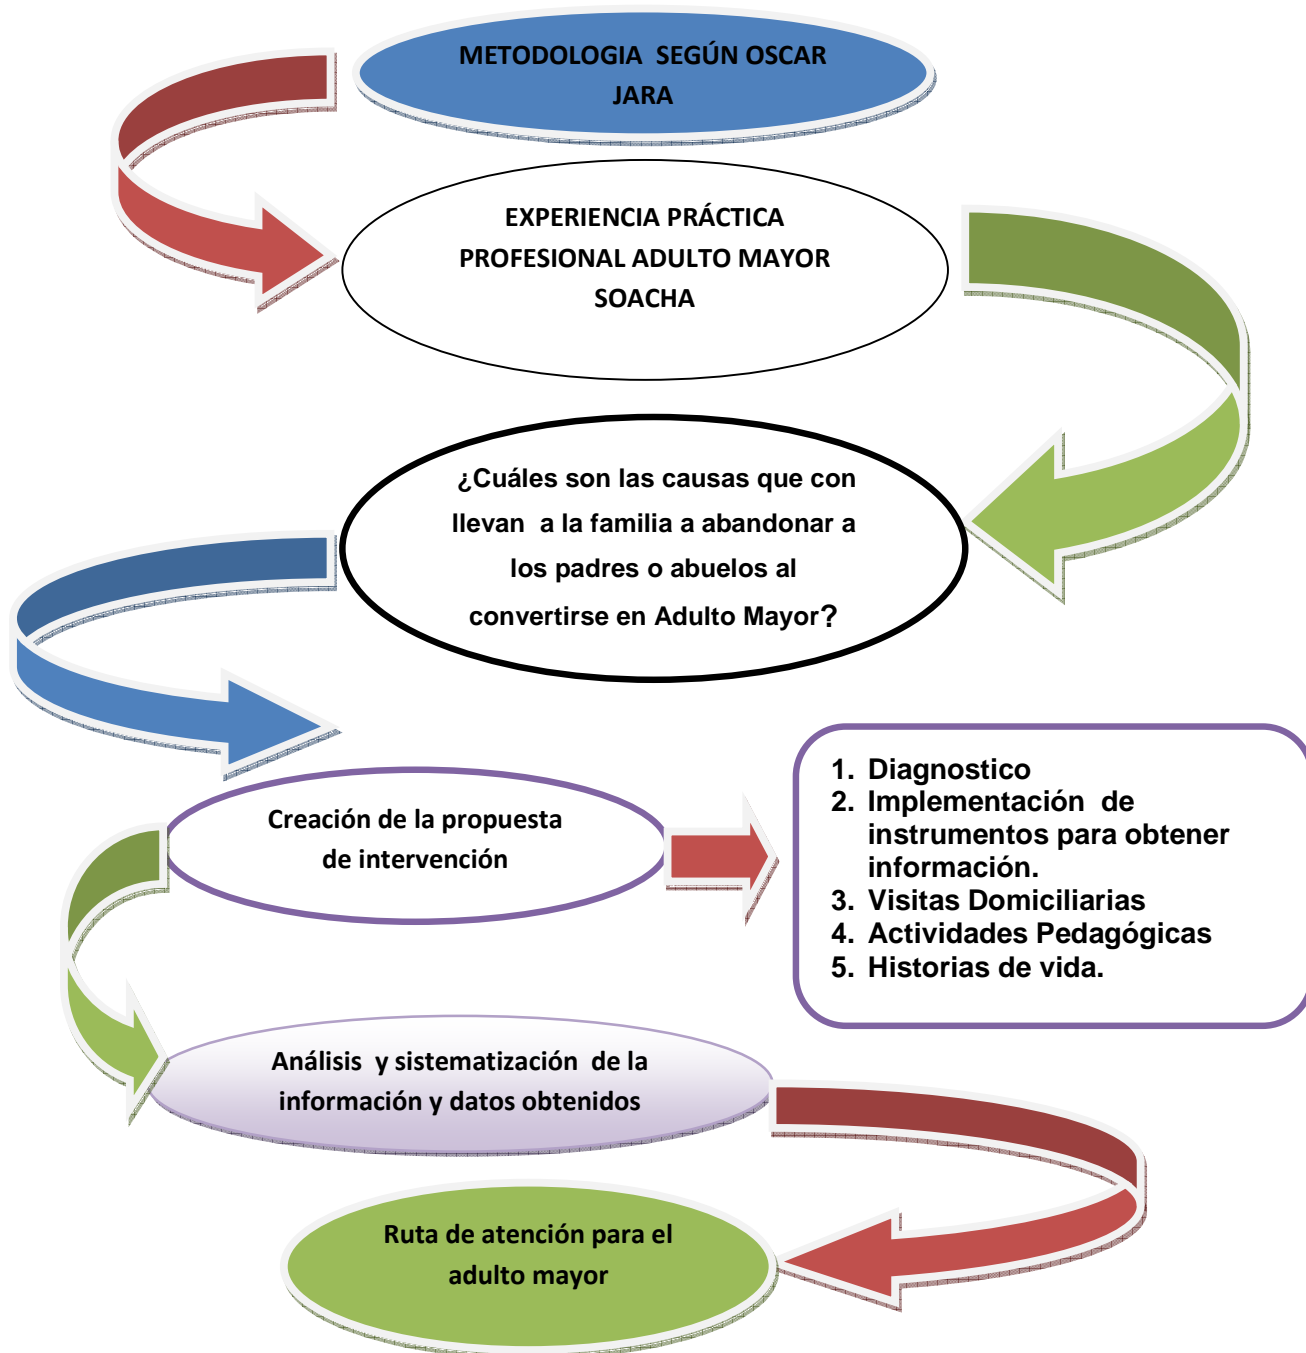 METODOLOGIA SEGÚN OSCAR
JARA
EXPERIENCIA PRÁCTICA
PROFESIONAL ADULTO MAYOR
SOACHA
¿Cuáles son las causas que con
llevan a la familia a abandonar a
los padres o abuelos al
convertirse en Adulto Mayor?
Creación de la propuesta
de intervención
1. Diagnostico
2. Implementación de
instrumentos para obtener
información.
3. Visitas Domiciliarias
4. Actividades Pedagógicas
5. Historias de vida.
Análisis y sistematización de la
información y datos obtenidos
Ruta de atención para el
adulto mayor